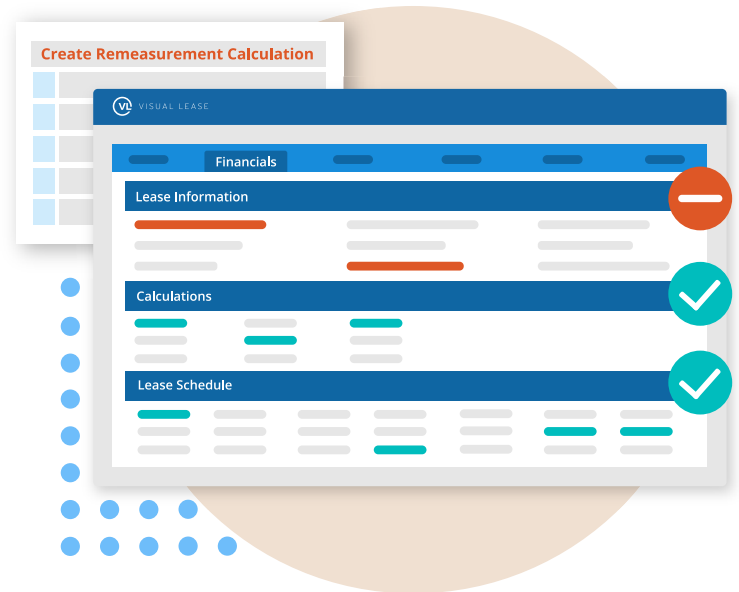 Create Remeasurement Calculation
VL VISUAL LEASE
Financials
Lease Information
Calculations
Lease Schedule